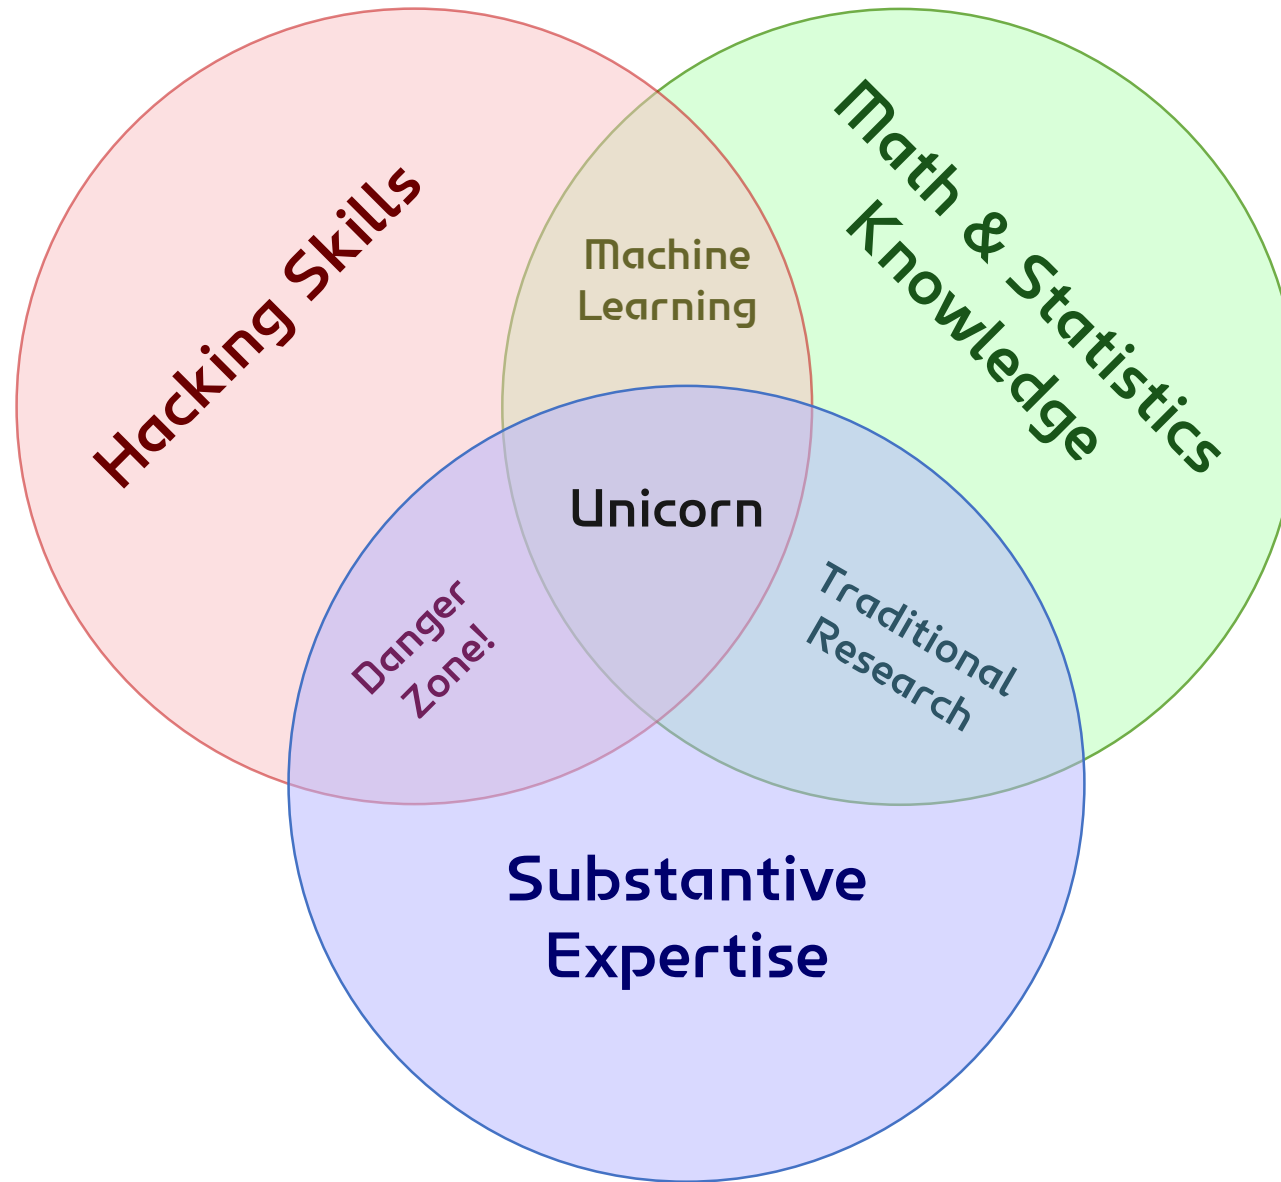 Hacking Skills
Math & Statistics
Knowledge
Machine
Learning
Unicorn
Danger
Zone!
Traditional
Research
Substantive
Expertise